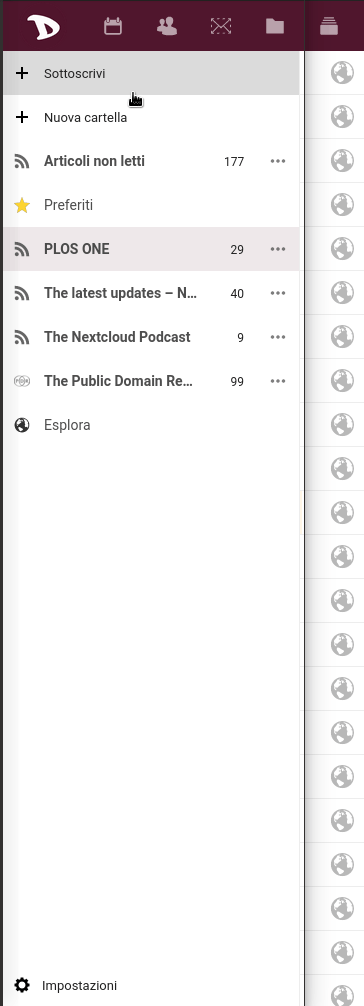 Sottoscrivi
Nuova cartella
Articoli non letti 177
Preferiti
PLOS ONE 29
The latest updates – N... 40
The Nextcloud Podcast 9
The Public Domain Re... 99
Esplora
Impostazioni